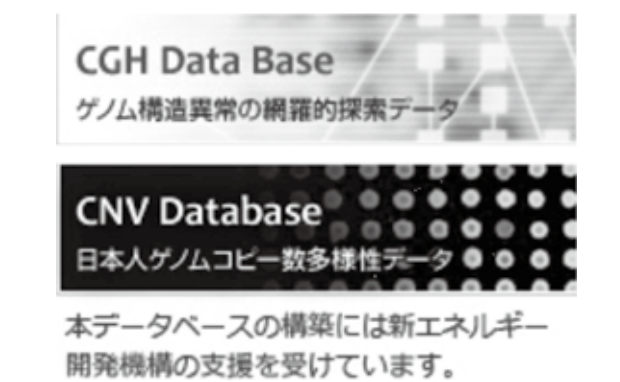 CGH Data Base
ゲノム構造異常の網羅的探索データ
CNV Database
日本人ゲノムコピー数多様性データ
本データベースの構築には新エネルギー
開発機構の支援を受けています。